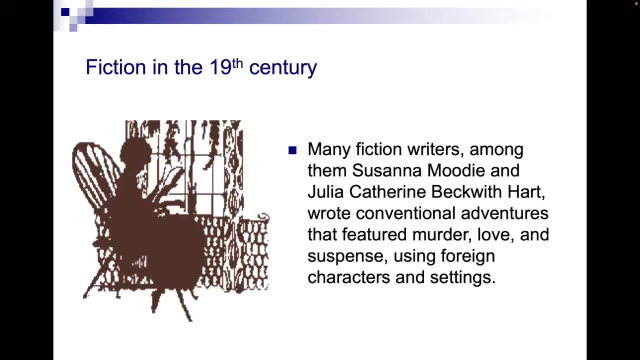 Fiction in the 19th century
Many fiction writers, among
them Susanna Moodie and
Julia Catherine Beckwith Hart,
wrote conventional adventures
that featured murder, love, and
suspense, using foreign
characters and settings.